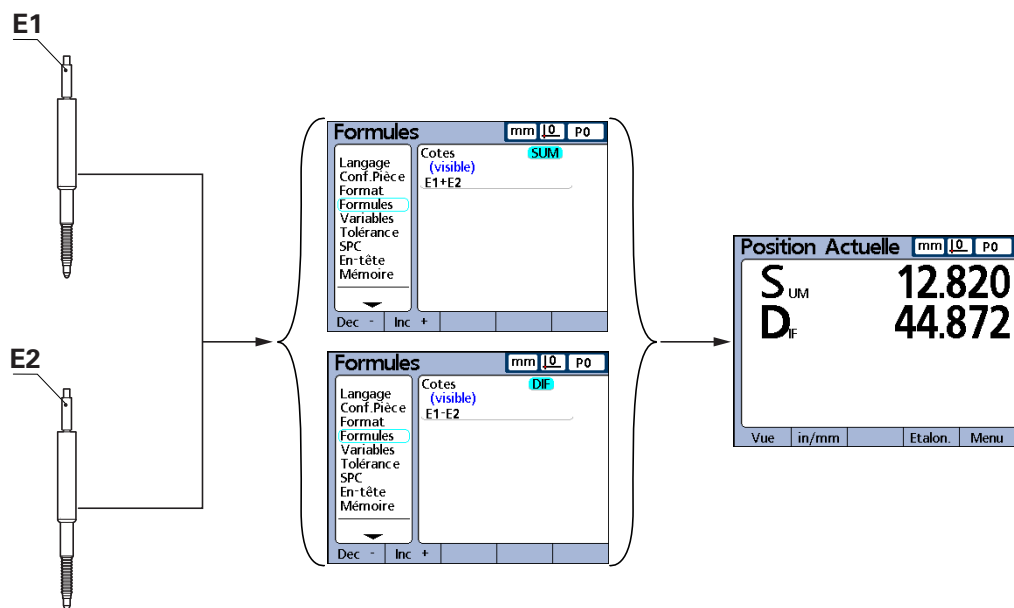 E1
Formules mm 0 P0
Cotes SUM
(visible)
E1+E2
Langage
Conf.Pièce
Format
Formules
Variables
Tolérance
SPC
En-tête
Mémoire
Dec - Inc +
Position Actuelle mm 0 P0
SUM 12.820
DIF 44.872
Vue in/mm Etalon. Menu
E2
Formules mm 0 P0
Cotes DIF
(visible)
E1-E2
Langage
Conf.Pièce
Format
Formules
Variables
Tolérance
SPC
En-tête
Mémoire
Dec - Inc +